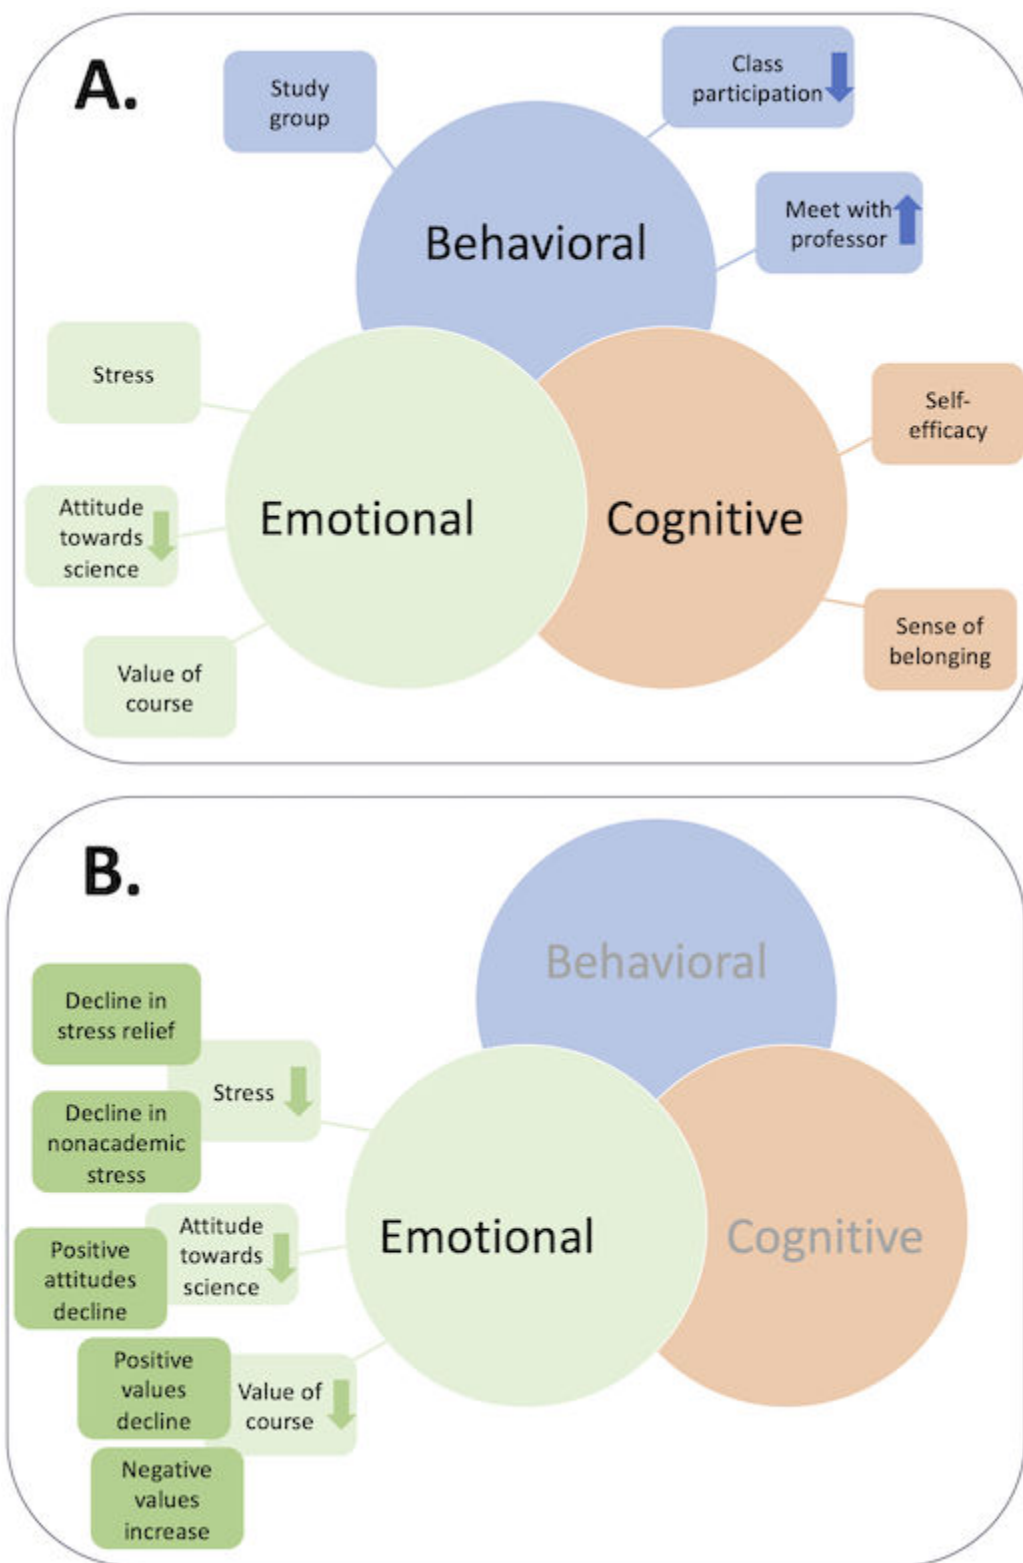 A.
Study
group
Class
participation
Meet with
professor
Behavioral
Stress
Attitude
towards
science
Value of
course
Emotional
Cognitive
Self-
efficacy
Sense of
belonging
B.
Behavioral
Decline in
stress relief
Stress
Decline in
nonacademic
stress
Attitude
towards
science
Positive
attitudes
decline
Emotional
Cognitive
Positive
values
decline
Value of
course
Negative
values
increase